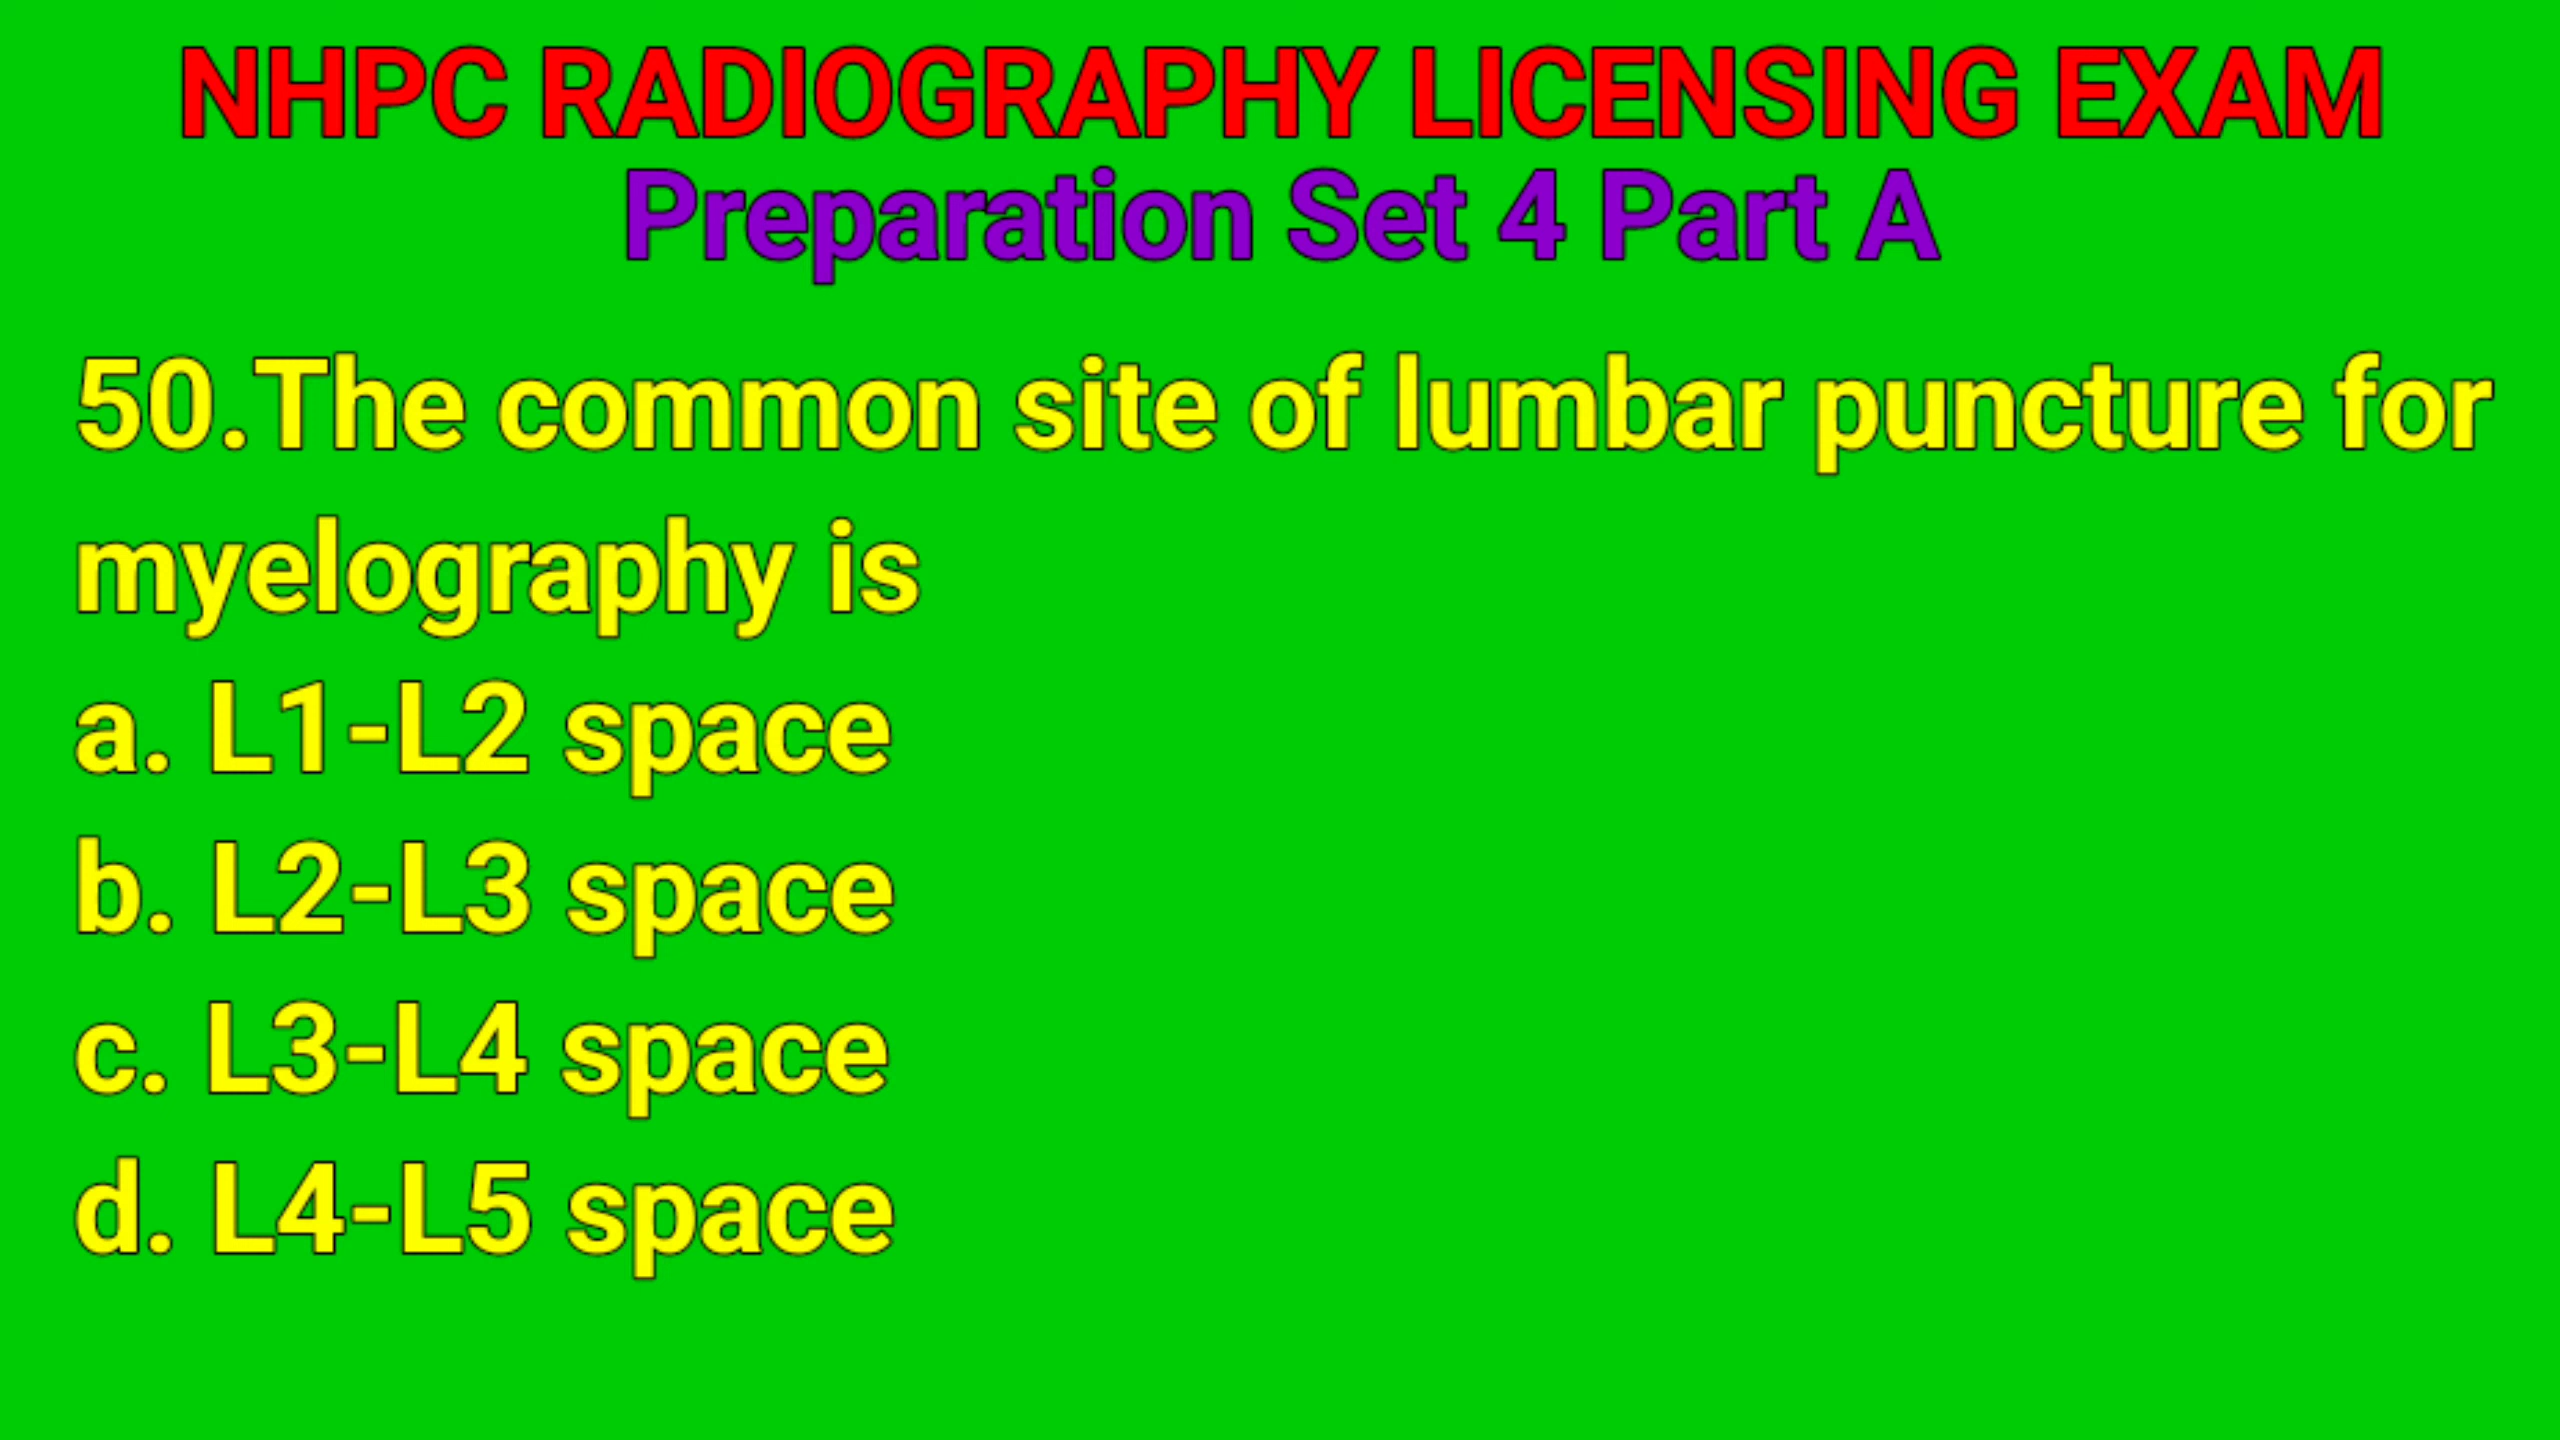 NHPC RADIOGRAPHY LICENSING EXAM
Preparation Set 4 Part A
50.The common site of lumbar puncture for
myelography is
a. L1-L2 space
b. L2-L3 space
c. L3-L4 space
d. L4-L5 space